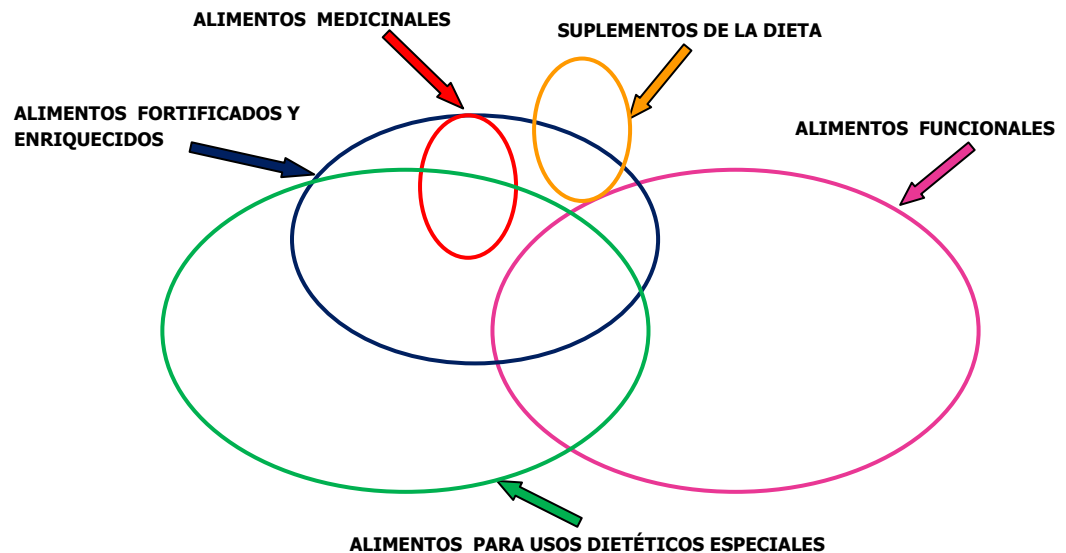 ALIMENTOS MEDICINALES
SUPLEMENTOS DE LA DIETA
ALIMENTOS FORTIFICADOS Y
ENRIQUECIDOS
ALIMENTOS FUNCIONALES
ALIMENTOS PARA USOS DIETÉTICOS ESPECIALES